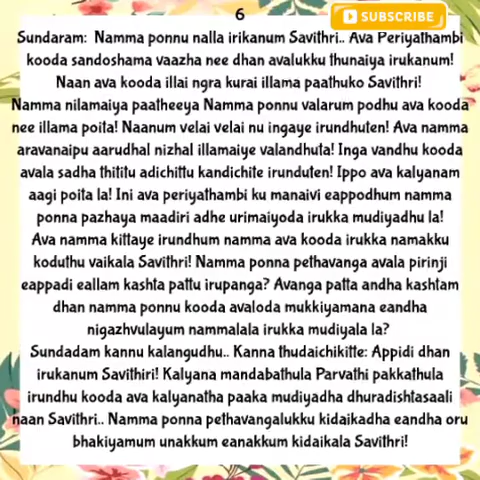 6
SUBSCRIBE
Sundaram: Namma ponnu nalla irikanum Savithri.. Ava Periyathambi
kooda sandoshama vaazha nee dhan avalukku thunaiya irukanum!
Naan ava kooda illai ngra kurai illama paathuko Savithri!
Namma nilamaiya paatheeya Namma ponnu valarum podhu ava kooda
nee illama poita! Naanum velai velai nu ingaye irundhuten! Ava namma
aravanaipu aarudhal nizhal illamaiye valandhuta! Inga vandhu kooda
avala sadha thititu adichittu kandichite irunduten! Ippo ava kalyanam
aagi poita la! Ini ava periyathambi ku manaivi eappodhum namma
ponna pazhaya maadiri adhe urimaiyoda irukka mudiyadhu la!
Ava namma kittaye irundhum namma ava kooda irukka namakku
koduthu vaikala Savithri! Namma ponna pethavanga avala pirinji
eappadi eallam kashta pattu irupanga? Avanga patta andha kashtam
dhan namma ponnu kooda avaloda mukkiyamana eandha
nigazhvulayum nammalala irukka mudiyala la?
Sundadam kannu kalangudhu.. Kanna thudaichikitte: Appidi dhan
irukanum Savithiri! Kalyana mandabathula Parvathi pakkathula
irundhu kooda ava kalyanatha paaka mudiyadha dhuradishtasaali
naan Savithri.. Namma ponna pethavangalukku kidaikadha eandha oru
bhakiyamum unakkum eanakkum kidaikala Savithri!